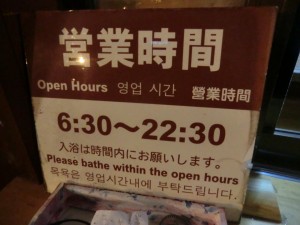 営業時間
Open Hours 영업 시간 營業時間
6:30～22:30
入浴は時間内にお願いします。
Please bathe within the open hours
목욕은 영업시간내에 부탁드립니다.